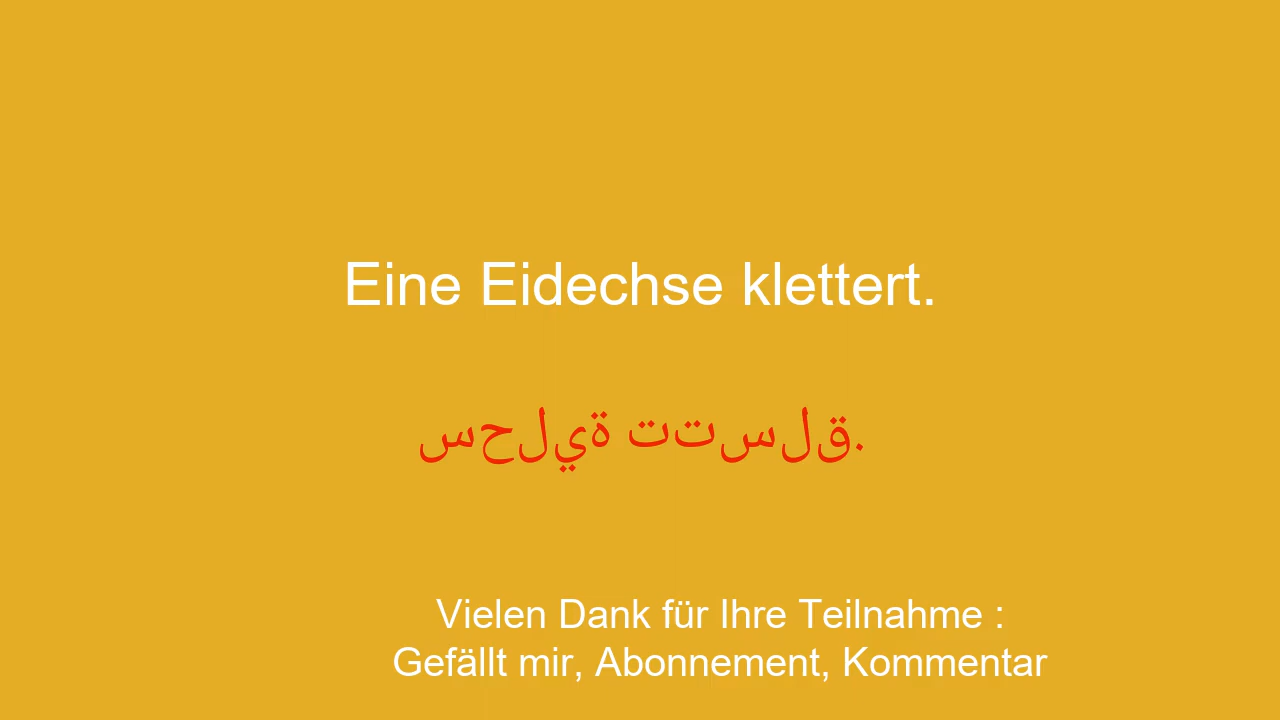 Eine Eidechse klettert.
سحلية تتسلق.
Vielen Dank für Ihre Teilnahme :
Gefällt mir, Abonnement, Kommentar